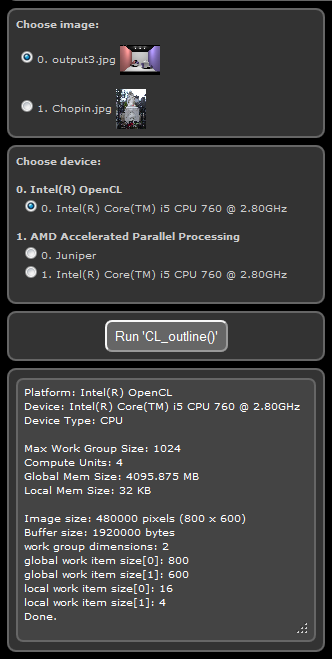 Choose image:
0. output3.jpg
1. Chopin.jpg
Choose device:
0. Intel(R) OpenCL
0. Intel(R) Core(TM) i5 CPU 760 @ 2.80GHz
1. AMD Accelerated Parallel Processing
0. Juniper
1. Intel(R) Core(TM) i5 CPU 760 @ 2.80GHz
Run 'CL_outline()'
Platform: Intel(R) OpenCL
Device: Intel(R) Core(TM) i5 CPU 760 @ 2.80GHz
Device Type: CPU
Max Work Group Size: 1024
Compute Units: 4
Global Mem Size: 4095.875 MB
Local Mem Size: 32 KB
Image size: 480000 pixels (800 x 600)
Buffer size: 1920000 bytes
work group dimensions: 2
global work item size[0]: 800
global work item size[1]: 600
local work item size[0]: 16
local work item size[1]: 4
Done.